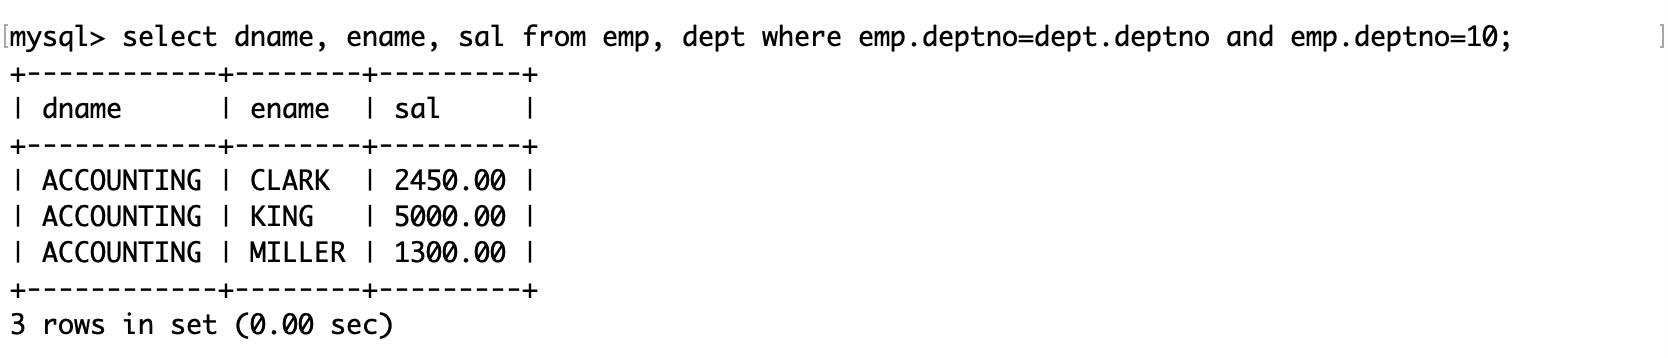 [mysql> select dname, ename, sal from emp, dept where emp.deptno=dept.deptno and emp.deptno=10; ]
+------------+--------+---------+
| dname      | ename  | sal     |
+------------+--------+---------+
| ACCOUNTING | CLARK  | 2450.00 |
| ACCOUNTING | KING   | 5000.00 |
| ACCOUNTING | MILLER | 1300.00 |
+------------+--------+---------+
3 rows in set (0.00 sec)